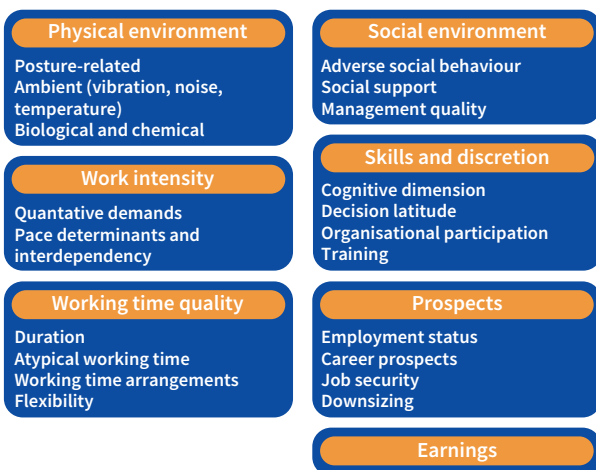 Physical environment
Posture-related
Ambient (vibration, noise,
temperature)
Biological and chemical
Work intensity
Quantative demands
Pace determinants and
interdependency
Working time quality
Duration
Atypical working time
Working time arrangements
Flexibility
Social environment
Adverse social behaviour
Social support
Management quality
Skills and discretion
Cognitive dimension
Decision latitude
Organisational participation
Training
Prospects
Employment status
Career prospects
Job security
Downsizing
Earnings